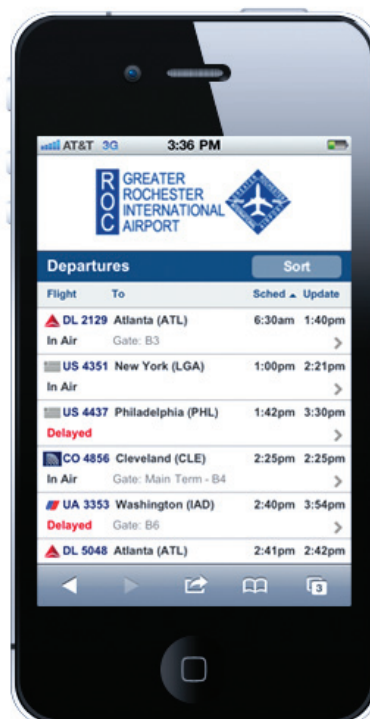 AT&T 3G 3:36 PM
ROC
GREATER
ROCHESTER
INTERNATIONAL
AIRPORT
Departures Sort
Flight To Sched Update
DL 2129 Atlanta (ATL) 6:30am 1:40pm
In Air Gate: B3
US 4351 New York (LGA) 1:00pm 2:21pm
In Air
US 4437 Philadelphia (PHL) 1:42pm 3:30pm
Delayed
CO 4856 Cleveland (CLE) 2:25pm 2:25pm
In Air Gate: Main Term - B4
UA 3353 Washington (IAD) 2:40pm 3:54pm
Delayed Gate: B6
DL 5048 Atlanta (ATL) 2:41pm 2:42pm
3